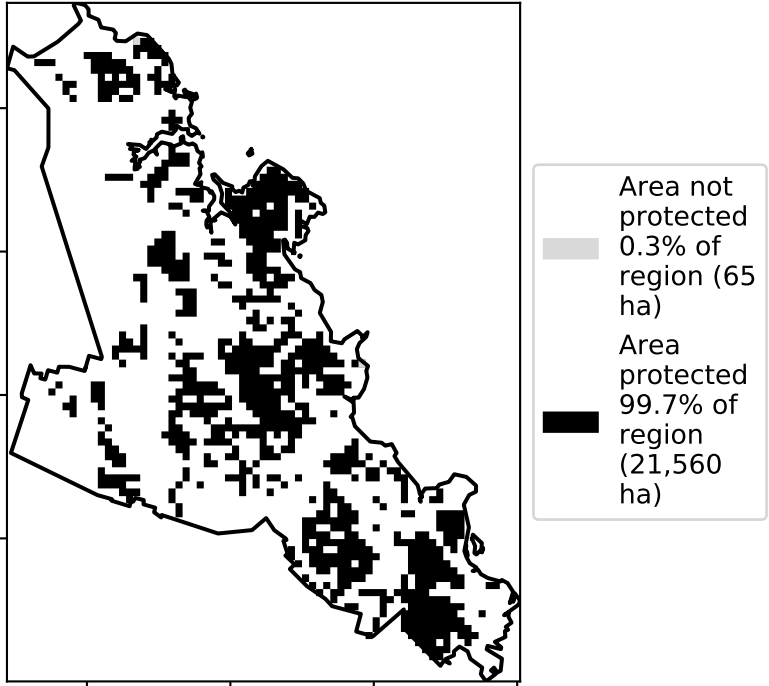 Area not
protected
0.3% of
region (65
ha)
Area
protected
99.7% of
region
(21,560
ha)